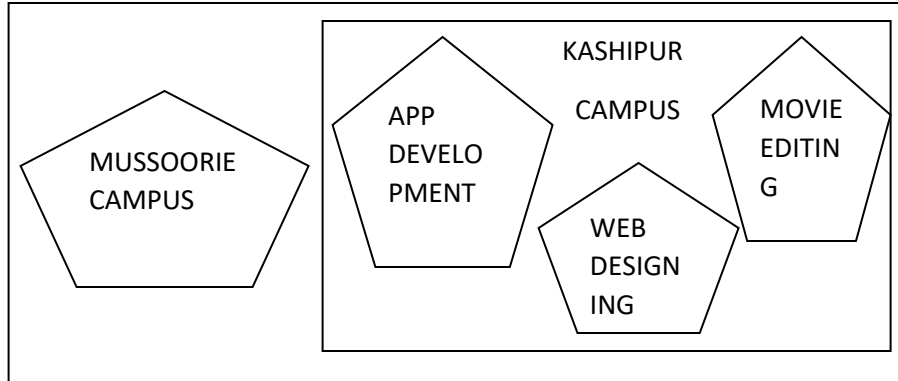 MUSSOORIE
CAMPUS
APP
DEVELO
PMENT
KASHIPUR
CAMPUS
WEB
DESIGN
ING
MOVIE
EDITIN
G